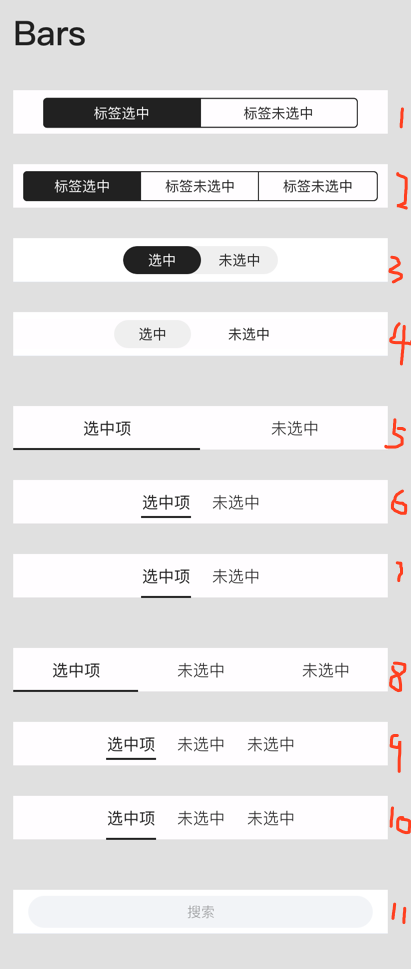 Bars
标签选中 标签未选中 1
标签选中 标签未选中 标签未选中 2
选中 未选中 3
选中 未选中 4
选中项 未选中 5
选中项 未选中 6
选中项 未选中 7
选中项 未选中 未选中 8
选中项 未选中 未选中 9
选中项 未选中 未选中 10
搜索 11